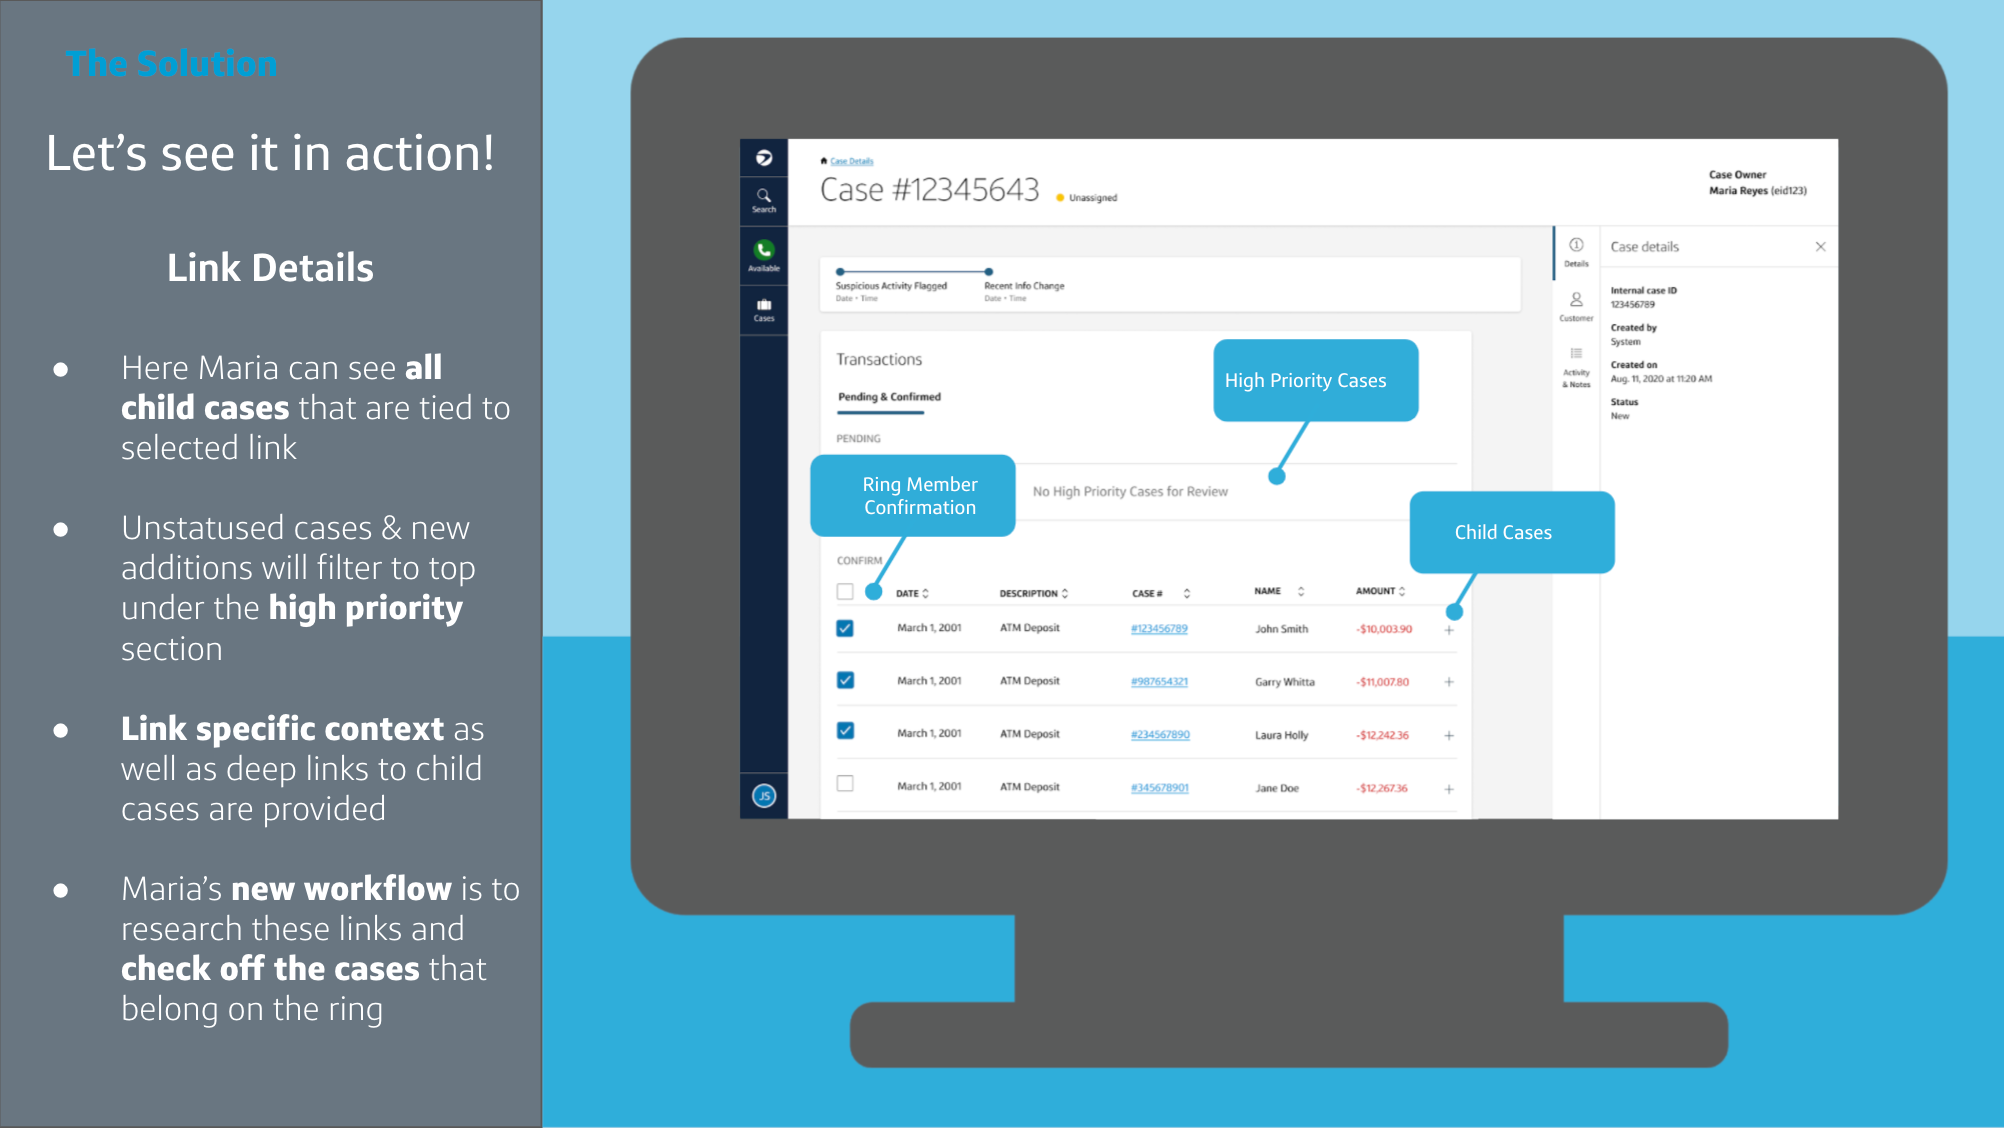 The Solution
Let's see it in action!
Link Details
● Here Maria can see all
child cases that are tied to
selected link
● Unstatused cases & new
additions will filter to top
under the high priority
section
● Link specific context as
well as deep links to child
cases are provided
● Maria's new workflow is to
research these links and
check off the cases that
belong on the ring
Search
Available
Cases
JS
Case Details
Case #12345643
Unassigned
Case Owner
Maria Reyes (eid123)
Suspicious Activity Flagged
Date • Time
Recent Info Change
Date • Time
Transactions
Pending & Confirmed
PENDING
High Priority Cases
Ring Member
Confirmation
No High Priority Cases for Review
Child Cases
CONFIRM
DATE DESCRIPTION CASE # NAME AMOUNT
March 1, 2001 ATM Deposit #123456789 John Smith -$10,003.90 +
March 1, 2001 ATM Deposit #987654321 Garry Whitta -$11,007.80 +
March 1, 2001 ATM Deposit #234567890 Laura Holly -$12,242.36 +
March 1, 2001 ATM Deposit #345678901 Jane Doe -$12,267.36 +
Details
Customer
Activity
& Notes
Case details
Internal case ID
123456789
Created by
System
Created on
Aug. 11, 2020 at 11:20 AM
Status
New